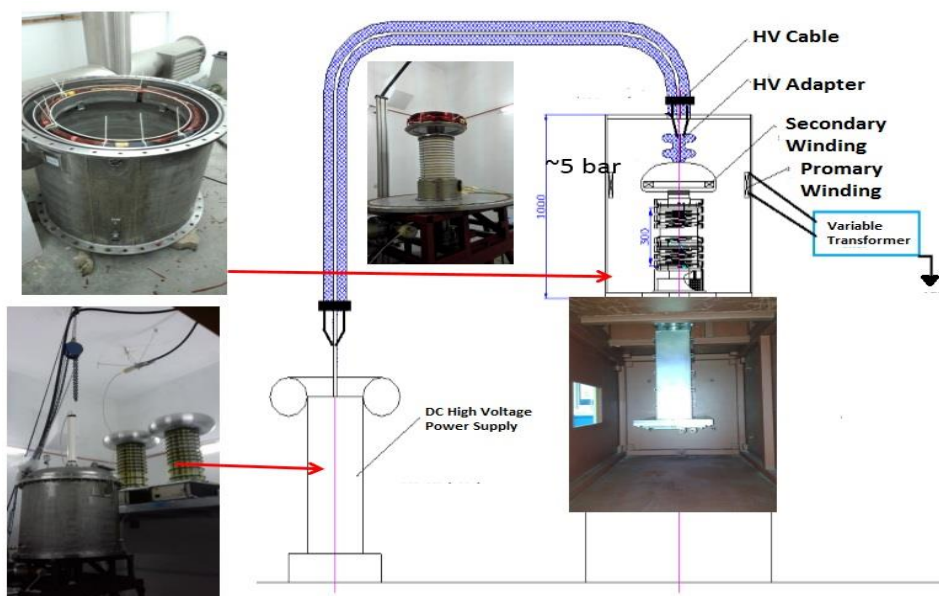 HV Cable
HV Adapter
Secondary
Winding
Promary
Winding
~5 bar
1000
300
Variable
Transformer
DC High Voltage
Power Supply